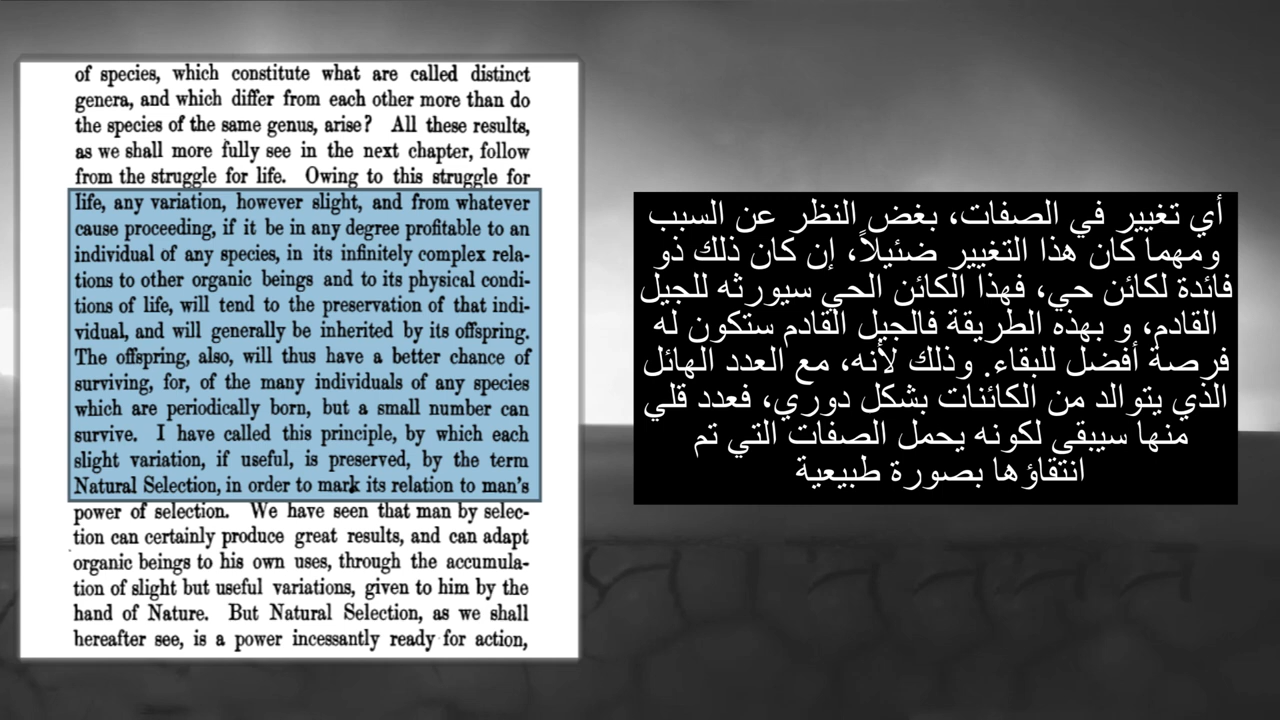 of species, which constitute what are called distinct
genera, and which differ from each other more than do
the species of the same genus, arise? All these results,
as we shall more fully see in the next chapter, follow
from the struggle for life. Owing to this struggle for
life, any variation, however slight, and from whatever
cause proceeding, if it be in any degree profitable to an
individual of any species, in its infinitely complex rela-
tions to other organic beings and to its physical condi-
tions of life, will tend to the preservation of that indi-
vidual, and will generally be inherited by its offspring.
The offspring, also, will thus have a better chance of
surviving, for, of the many individuals of any species
which are periodically born, but a small number can
survive. I have called this principle, by which each
slight variation, if useful, is preserved, by the term
Natural Selection, in order to mark its relation to man's
power of selection. We have seen that man by selec-
tion can certainly produce great results, and can adapt
organic beings to his own uses, through the accumula-
tion of slight but useful variations, given to him by the
hand of Nature. But Natural Selection, as we shall
hereafter see, is a power incessantly ready for action,
أي تغيير في الصفات، بغض النظر عن السبب
ومهما كان هذا التغيير ضئيلاً، إن كان ذلك ذو
فائدة لكائن حي، فهذا الكائن الحي سيورثه للجيل
القادم، و بهذه الطريقة فالجيل القادم ستكون له
فرصة أفضل للبقاء. وذلك لأنه، مع العدد الهائل
الذي يتوالد من الكائنات بشكل دوري، فعدد قلي
منها سيبقى لكونه يحمل الصفات التي تم
انتقاؤها بصورة طبيعية